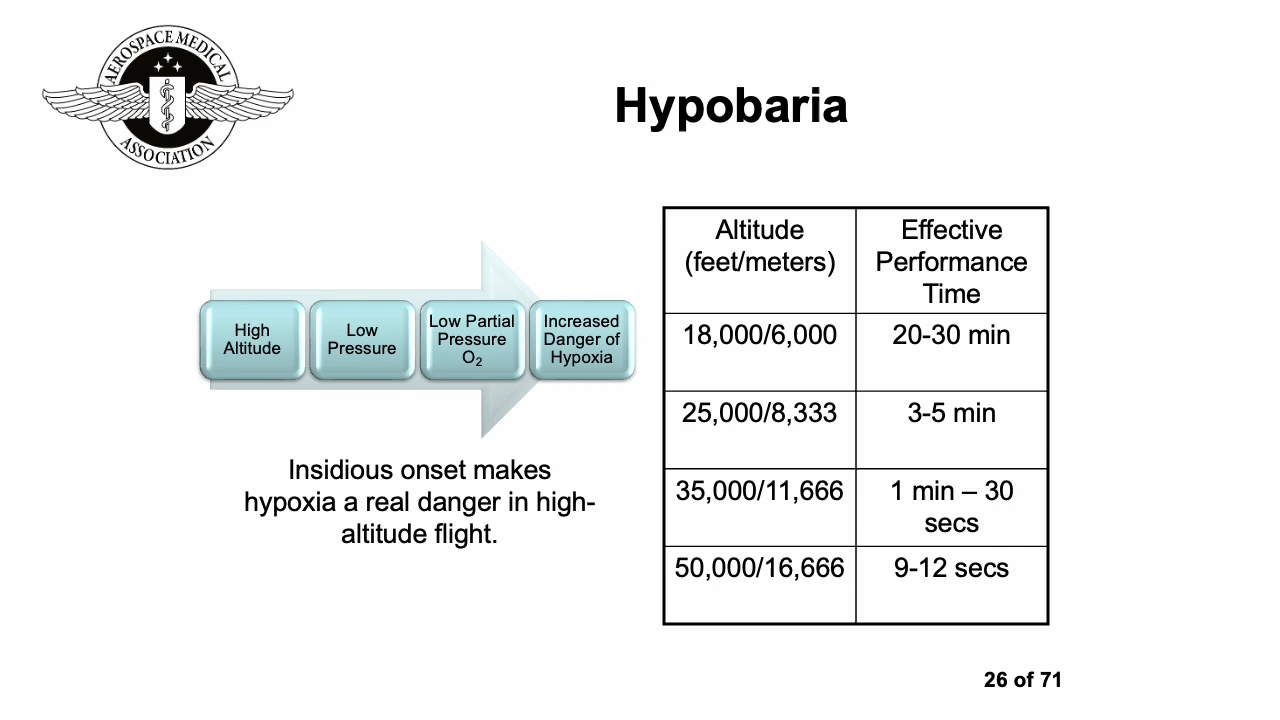 AEROSPACE MEDICAL
ASSOCIATION
Hypobaria
High
Altitude
Low
Pressure
Low Partial
Pressure
O₂
Increased
Danger of
Hypoxia
Insidious onset makes
hypoxia a real danger in high-
altitude flight.
Altitude
(feet/meters)
Effective
Performance
Time
18,000/6,000
20-30 min
25,000/8,333
3-5 min
35,000/11,666
1 min – 30
secs
50,000/16,666
9-12 secs
26 of 71